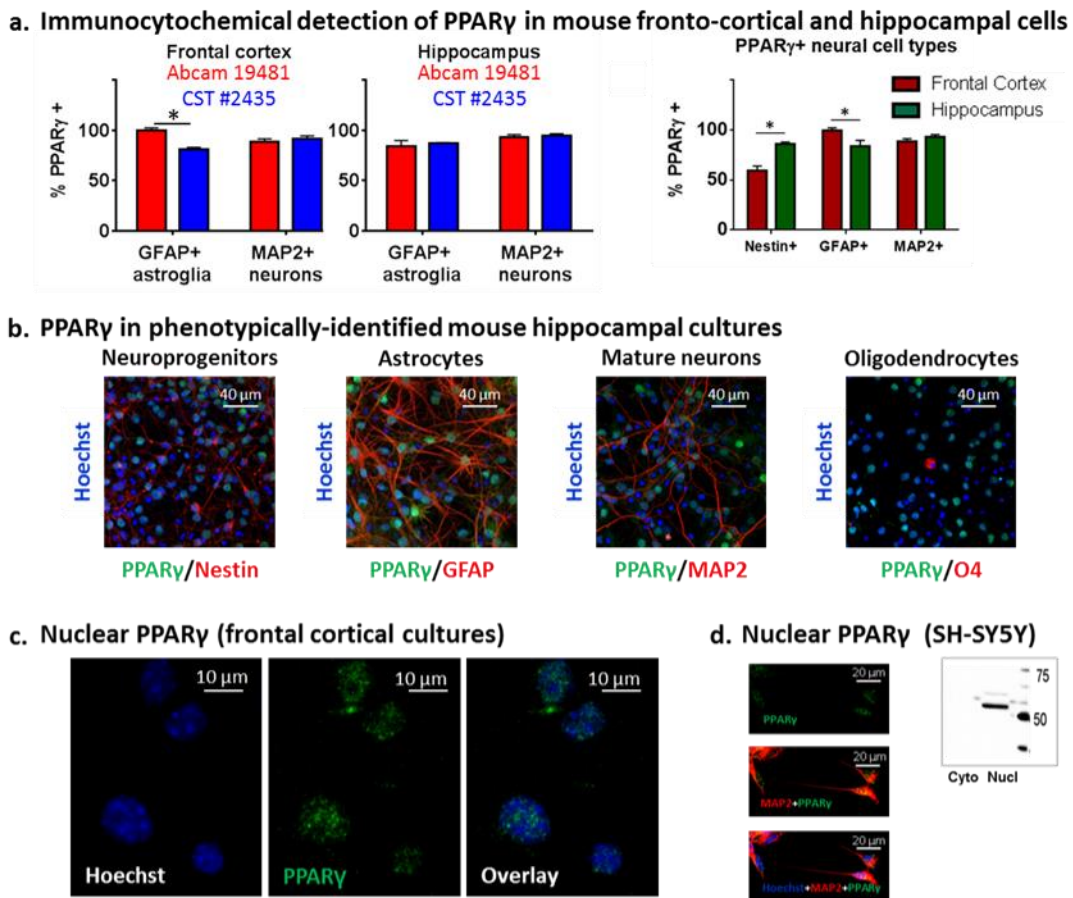 a. Immunocytochemical detection of PPARγ in mouse fronto-cortical and hippocampal cells
Frontal cortex
Abcam 19481
CST #2435
% PPARγ +
100
50
0
*
GFAP+
astroglia
MAP2+
neurons
Hippocampus
Abcam 19481
CST #2435
100
50
0
GFAP+
astroglia
MAP2+
neurons
PPARγ+ neural cell types
Frontal Cortex
Hippocampus
% PPARγ +
100
50
0
*
*
Nestin+
GFAP+
MAP2+
b. PPARγ in phenotypically-identified mouse hippocampal cultures
Neuroprogenitors
Hoechst
40 μm
PPARγ/Nestin
Astrocytes
Hoechst
40 μm
PPARγ/GFAP
Mature neurons
Hoechst
40 μm
PPARγ/MAP2
Oligodendrocytes
Hoechst
40 μm
PPARγ/O4
c. Nuclear PPARγ (frontal cortical cultures)
10 μm
Hoechst
10 μm
PPARγ
10 μm
Overlay
d. Nuclear PPARγ (SH-SY5Y)
20 μm
PPARγ
20 μm
MAP2+PPARγ
20 μm
Hoechst+MAP2+PPARγ
75
50
Cyto Nucl